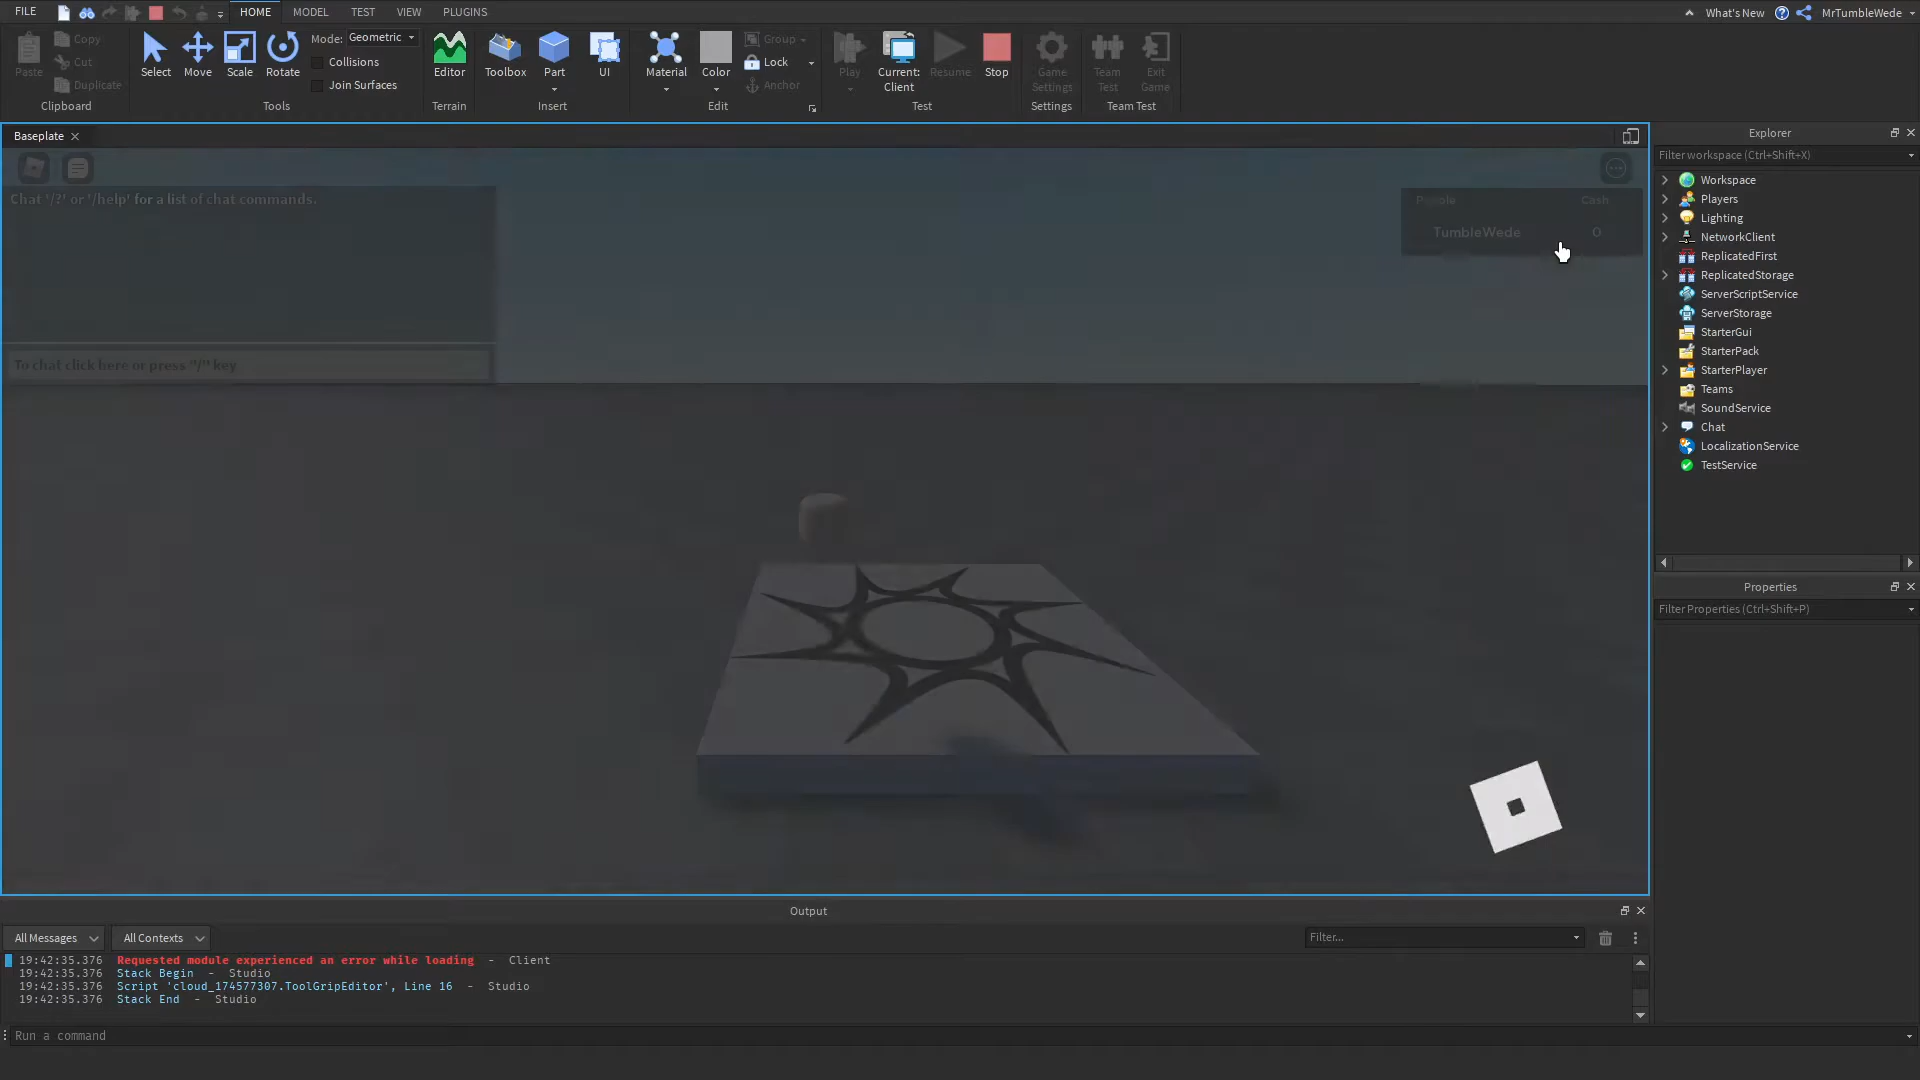 FILE
HOME
MODEL
TEST
VIEW
PLUGINS
What's New
MrTumbleWede
Paste
Copy
Cut
Duplicate
Clipboard
Select
Move
Scale
Rotate
Mode:
Geometric
Collisions
Join Surfaces
Tools
Editor
Terrain
Toolbox
Part
UI
Insert
Material
Color
Group
Lock
Anchor
Edit
Play
Current:
Client
Resume
Stop
Test
Game
Settings
Settings
Team
Test
Exit
Game
Team Test
Baseplate
Chat '/?' or '/help' for a list of chat commands.
To chat click here or press "/" key
People
Cash
TumbleWede
0
Explorer
Filter workspace (Ctrl+Shift+X)
Workspace
Players
Lighting
NetworkClient
ReplicatedFirst
ReplicatedStorage
ServerScriptService
ServerStorage
StarterGui
StarterPack
StarterPlayer
Teams
SoundService
Chat
LocalizationService
TestService
Properties
Filter Properties (Ctrl+Shift+P)
Output
All Messages
All Contexts
Filter...
19:42:35.376 Requested module experienced an error while loading - Client
19:42:35.376 Stack Begin - Studio
19:42:35.376 Script 'cloud_174577307.ToolGripEditor', Line 16 - Studio
19:42:35.376 Stack End - Studio
Run a command